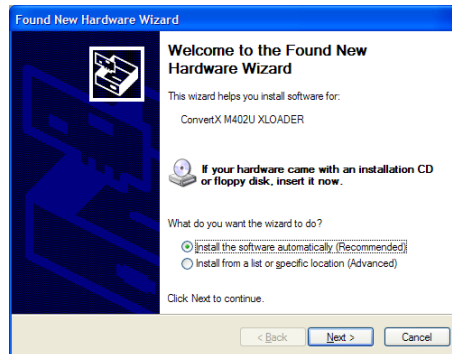 Found New Hardware Wizard
Welcome to the Found New
Hardware Wizard
This wizard helps you install software for:
ConvertX M402U XLOADER
If your hardware came with an installation CD
or floppy disk, insert it now.
What do you want the wizard to do?
Install the software automatically (Recommended)
Install from a list or specific location (Advanced)
Click Next to continue.
< Back
Next >
Cancel